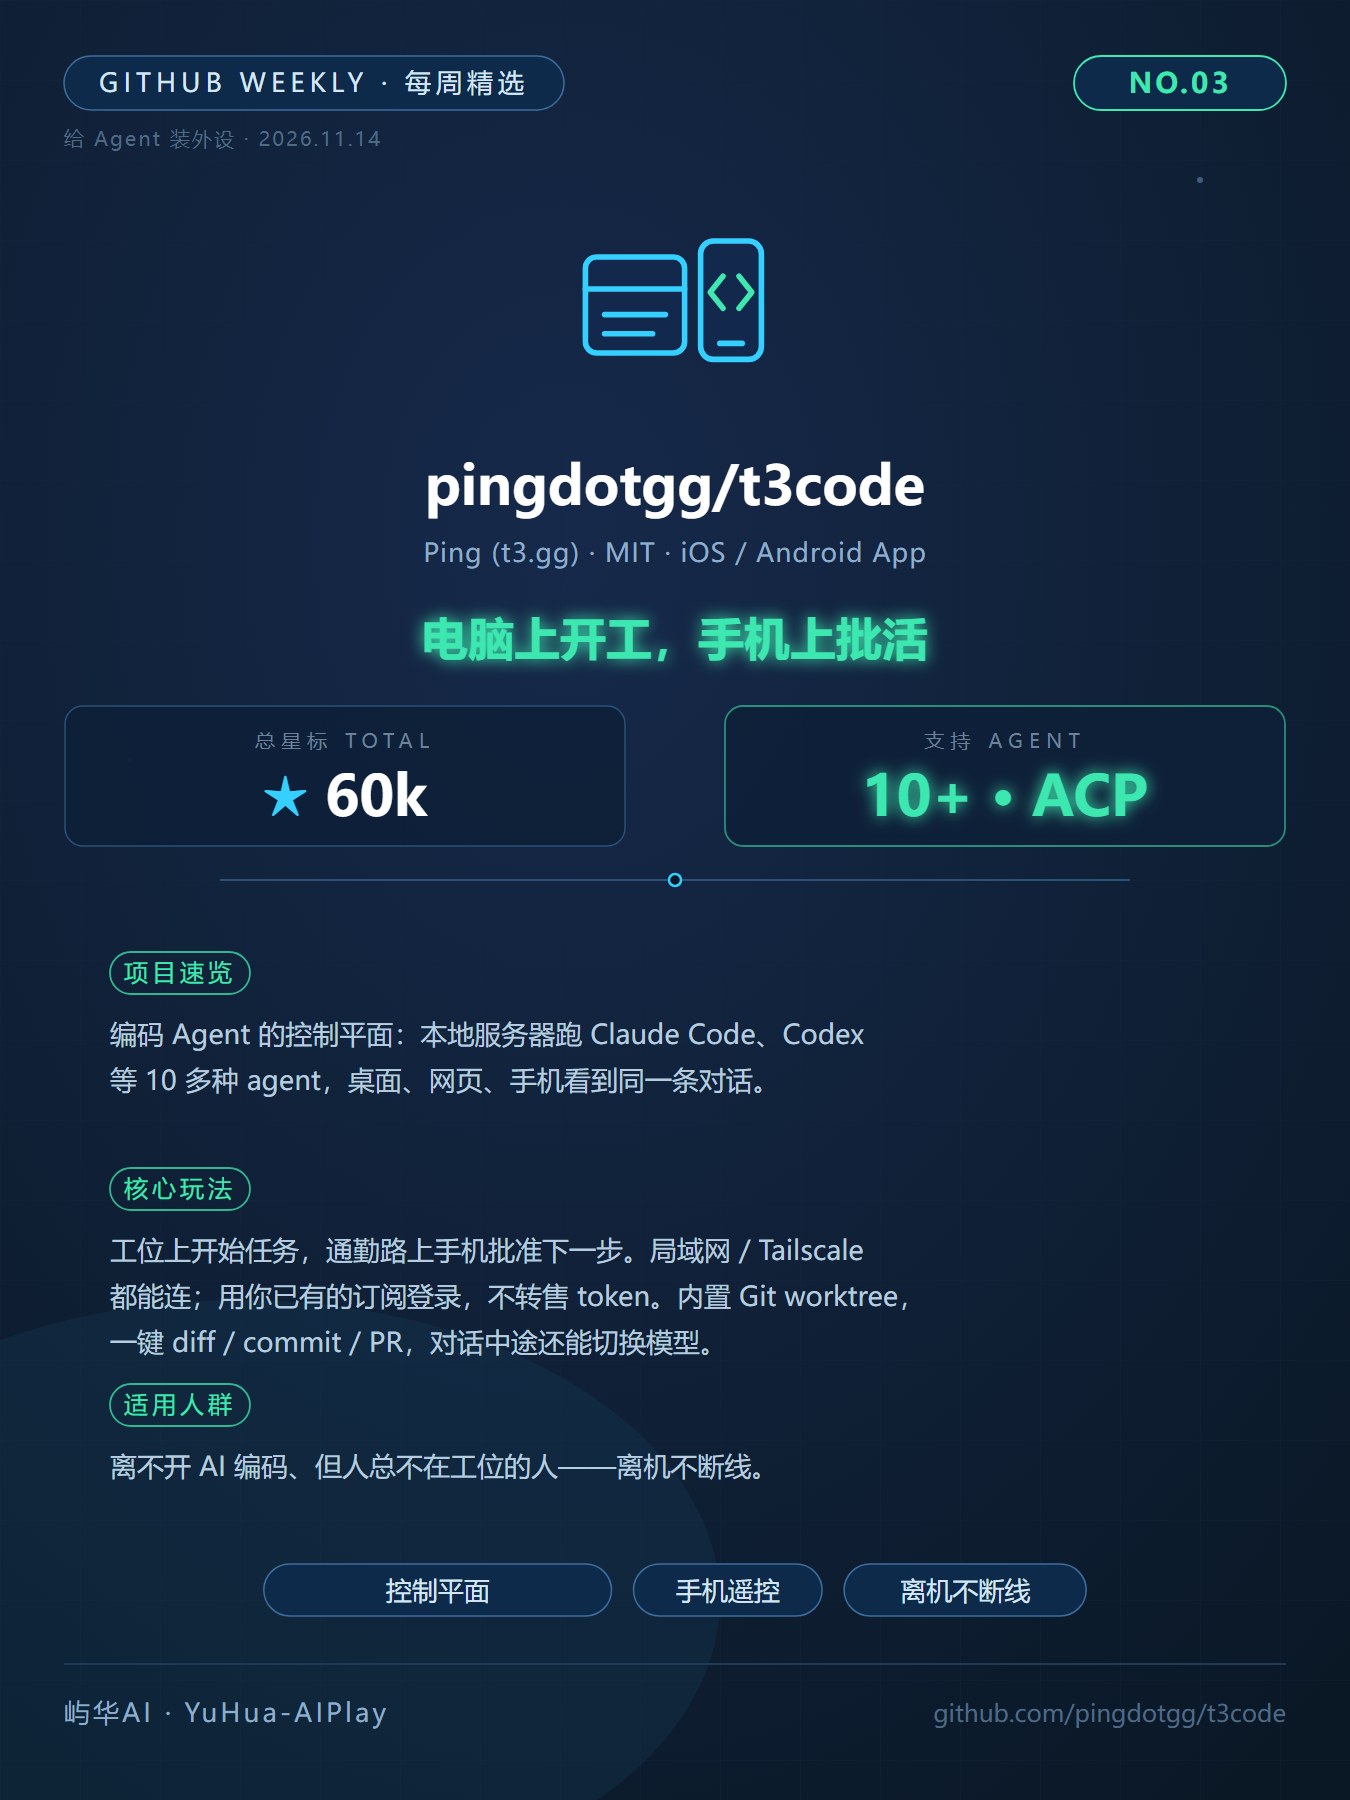 GITHUB WEEKLY · 每周精选
NO.03
给 Agent 装外设 · 2026.11.14
pingdotgg/t3code
Ping (t3.gg) · MIT · iOS / Android App
电脑上开工，手机上批活
总星标 TOTAL
★ 60k
支持 AGENT
10+ • ACP
项目速览
编码 Agent 的控制平面：本地服务器跑 Claude Code、Codex
等 10 多种 agent，桌面、网页、手机看到同一条对话。
核心玩法
工位上开始任务，通勤路上手机批准下一步。局域网 / Tailscale
都能连；用你已有的订阅登录，不转售 token。内置 Git worktree，
一键 diff / commit / PR，对话中途还能切换模型。
适用人群
离不开 AI 编码、但人总不在工位的人——离机不断线。
控制平面
手机遥控
离机不断线
屿华AI · YuHua-AIPlay
github.com/pingdotgg/t3code